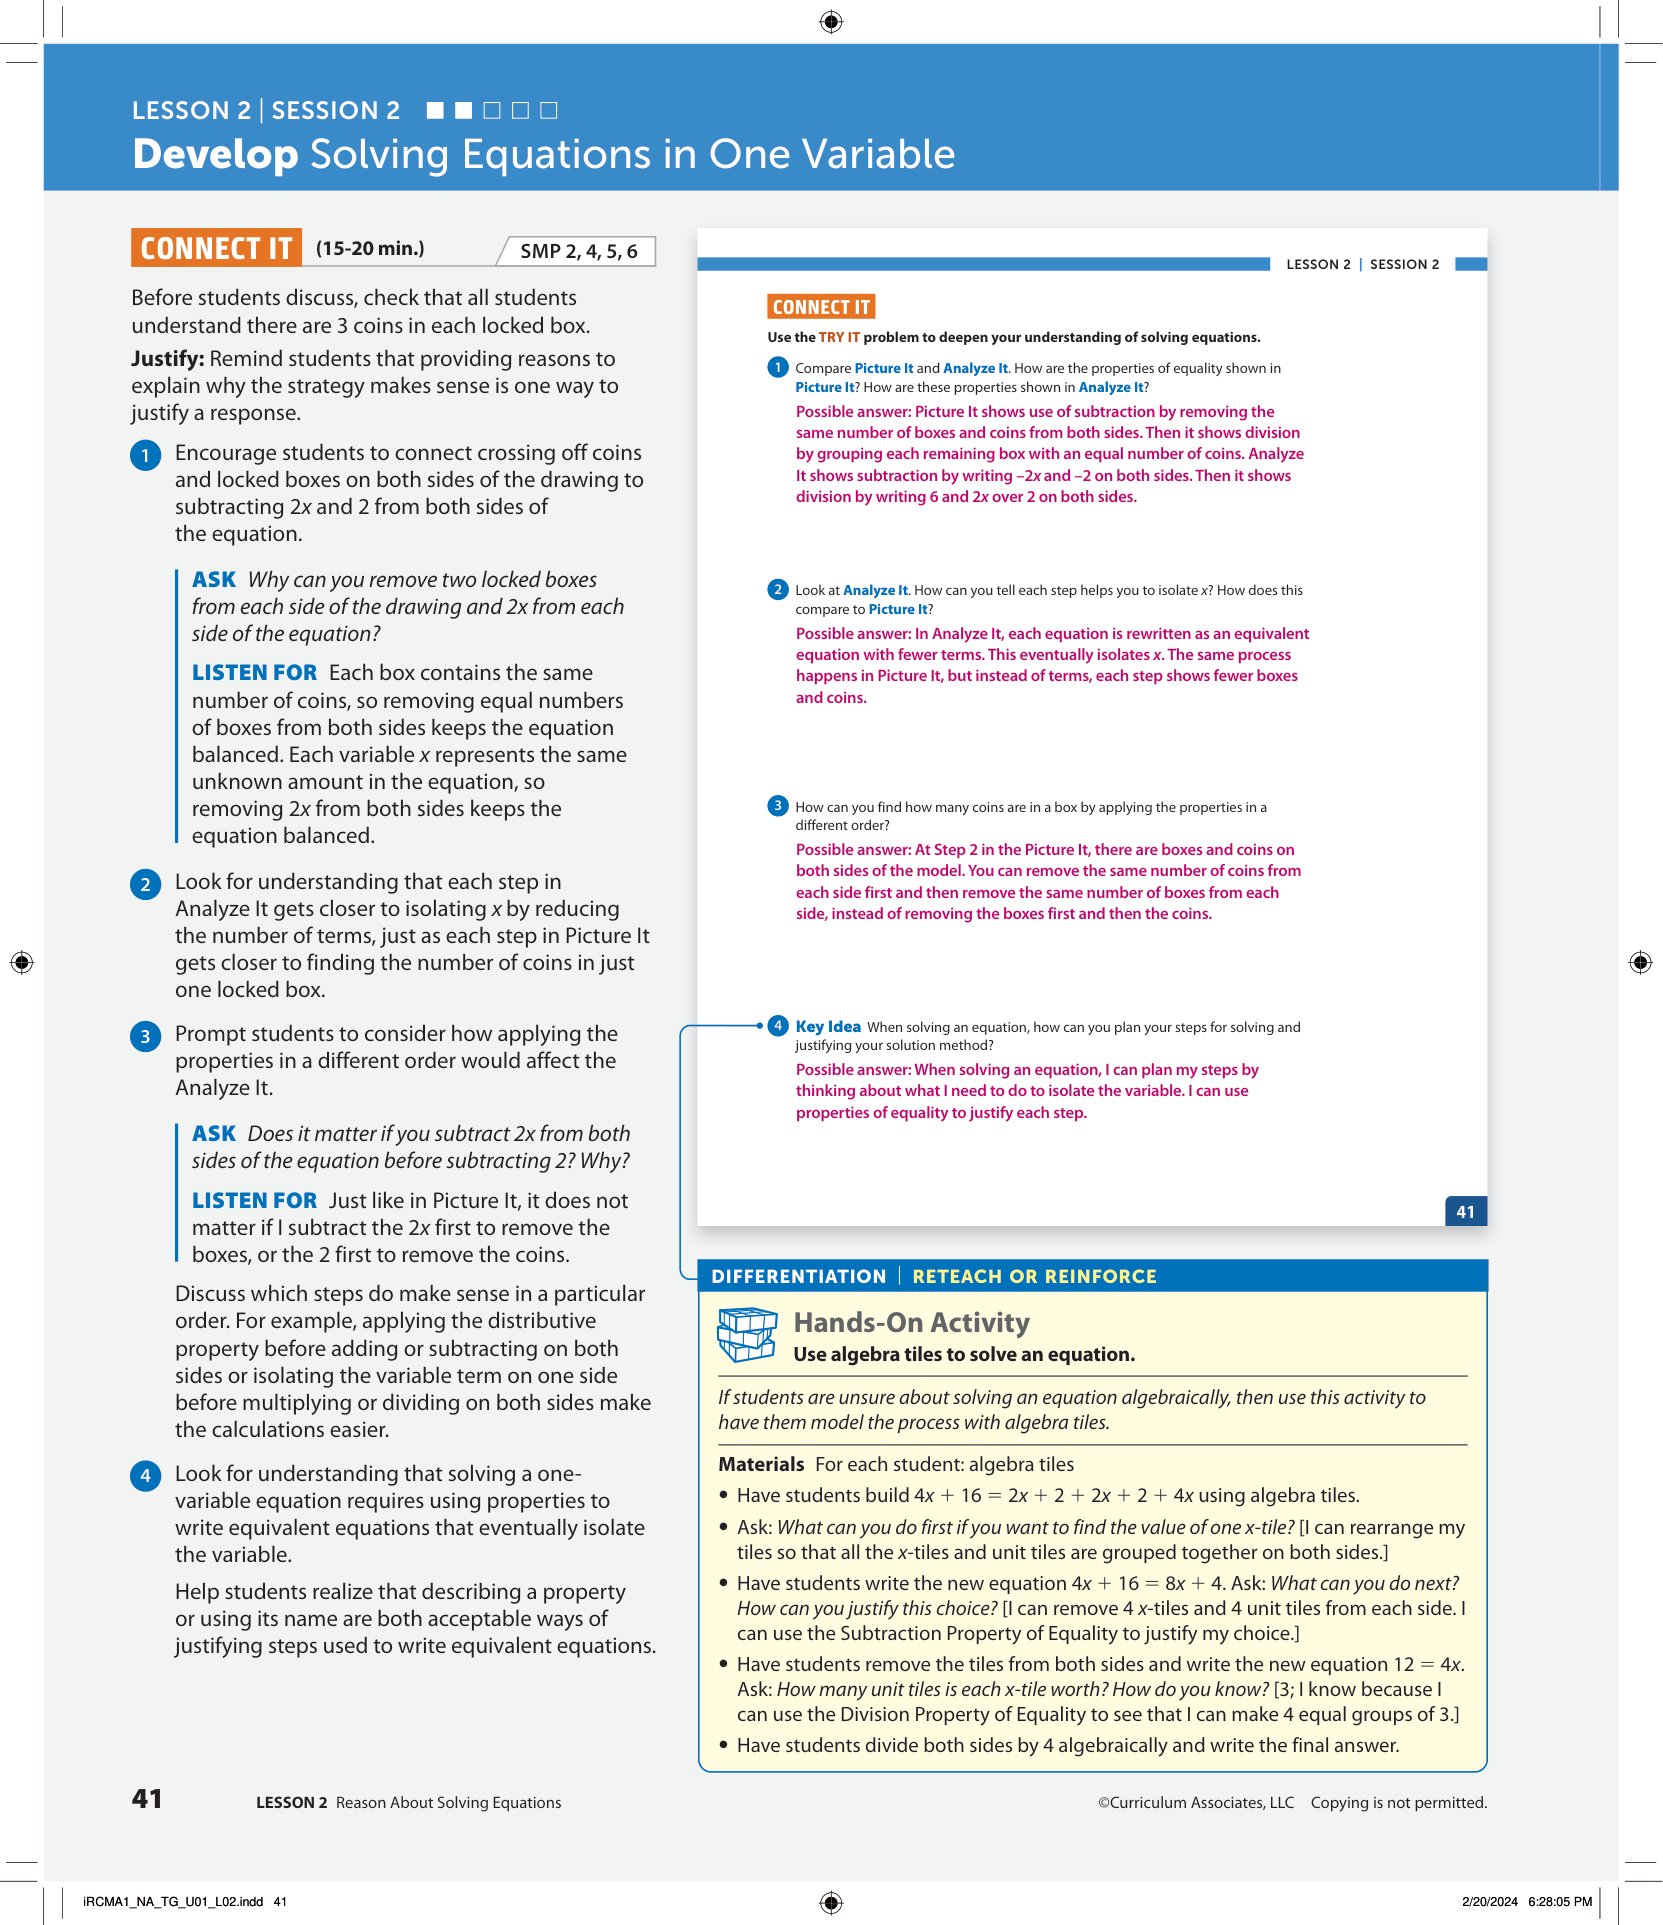 LESSON 2 | SESSION 2
Develop Solving Equations in One Variable
CONNECT IT (15-20 min.) SMP 2, 4, 5, 6
Before students discuss, check that all students
understand there are 3 coins in each locked box.
Justify: Remind students that providing reasons to
explain why the strategy makes sense is one way to
justify a response.
1 Encourage students to connect crossing off coins
and locked boxes on both sides of the drawing to
subtracting 2x and 2 from both sides of
the equation.
ASK Why can you remove two locked boxes
from each side of the drawing and 2x from each
side of the equation?
LISTEN FOR Each box contains the same
number of coins, so removing equal numbers
of boxes from both sides keeps the equation
balanced. Each variable x represents the same
unknown amount in the equation, so
removing 2x from both sides keeps the
equation balanced.
2 Look for understanding that each step in
Analyze It gets closer to isolating x by reducing
the number of terms, just as each step in Picture It
gets closer to finding the number of coins in just
one locked box.
3 Prompt students to consider how applying the
properties in a different order would affect the
Analyze It.
ASK Does it matter if you subtract 2x from both
sides of the equation before subtracting 2? Why?
LISTEN FOR Just like in Picture It, it does not
matter if I subtract the 2x first to remove the
boxes, or the 2 first to remove the coins.
Discuss which steps do make sense in a particular
order. For example, applying the distributive
property before adding or subtracting on both
sides or isolating the variable term on one side
before multiplying or dividing on both sides make
the calculations easier.
4 Look for understanding that solving a one-
variable equation requires using properties to
write equivalent equations that eventually isolate
the variable.
Help students realize that describing a property
or using its name are both acceptable ways of
justifying steps used to write equivalent equations.
LESSON 2 | SESSION 2
CONNECT IT
Use the TRY IT problem to deepen your understanding of solving equations.
1 Compare Picture It and Analyze It. How are the properties of equality shown in
Picture It? How are these properties shown in Analyze It?
Possible answer: Picture It shows use of subtraction by removing the
same number of boxes and coins from both sides. Then it shows division
by grouping each remaining box with an equal number of coins. Analyze
It shows subtraction by writing –2x and –2 on both sides. Then it shows
division by writing 6 and 2x over 2 on both sides.
2 Look at Analyze It. How can you tell each step helps you to isolate x? How does this
compare to Picture It?
Possible answer: In Analyze It, each equation is rewritten as an equivalent
equation with fewer terms. This eventually isolates x. The same process
happens in Picture It, but instead of terms, each step shows fewer boxes
and coins.
3 How can you find how many coins are in a box by applying the properties in a
different order?
Possible answer: At Step 2 in the Picture It, there are boxes and coins on
both sides of the model. You can remove the same number of coins from
each side first and then remove the same number of boxes from each
side, instead of removing the boxes first and then the coins.
4 Key Idea When solving an equation, how can you plan your steps for solving and
justifying your solution method?
Possible answer: When solving an equation, I can plan my steps by
thinking about what I need to do to isolate the variable. I can use
properties of equality to justify each step.
41
DIFFERENTIATION | RETEACH OR REINFORCE
Hands-On Activity
Use algebra tiles to solve an equation.
If students are unsure about solving an equation algebraically, then use this activity to
have them model the process with algebra tiles.
Materials For each student: algebra tiles
• Have students build 4x + 16 = 2x + 2 + 2x + 2 + 4x using algebra tiles.
• Ask: What can you do first if you want to find the value of one x-tile? [I can rearrange my
tiles so that all the x-tiles and unit tiles are grouped together on both sides.]
• Have students write the new equation 4x + 16 = 8x + 4. Ask: What can you do next?
How can you justify this choice? [I can remove 4 x-tiles and 4 unit tiles from each side. I
can use the Subtraction Property of Equality to justify my choice.]
• Have students remove the tiles from both sides and write the new equation 12 = 4x.
Ask: How many unit tiles is each x-tile worth? How do you know? [3; I know because I
can use the Division Property of Equality to see that I can make 4 equal groups of 3.]
• Have students divide both sides by 4 algebraically and write the final answer.
41 LESSON 2 Reason About Solving Equations ©Curriculum Associates, LLC Copying is not permitted.
iRCMA1_NA_TG_U01_L02.indd 41 2/20/2024 6:28:05 PM